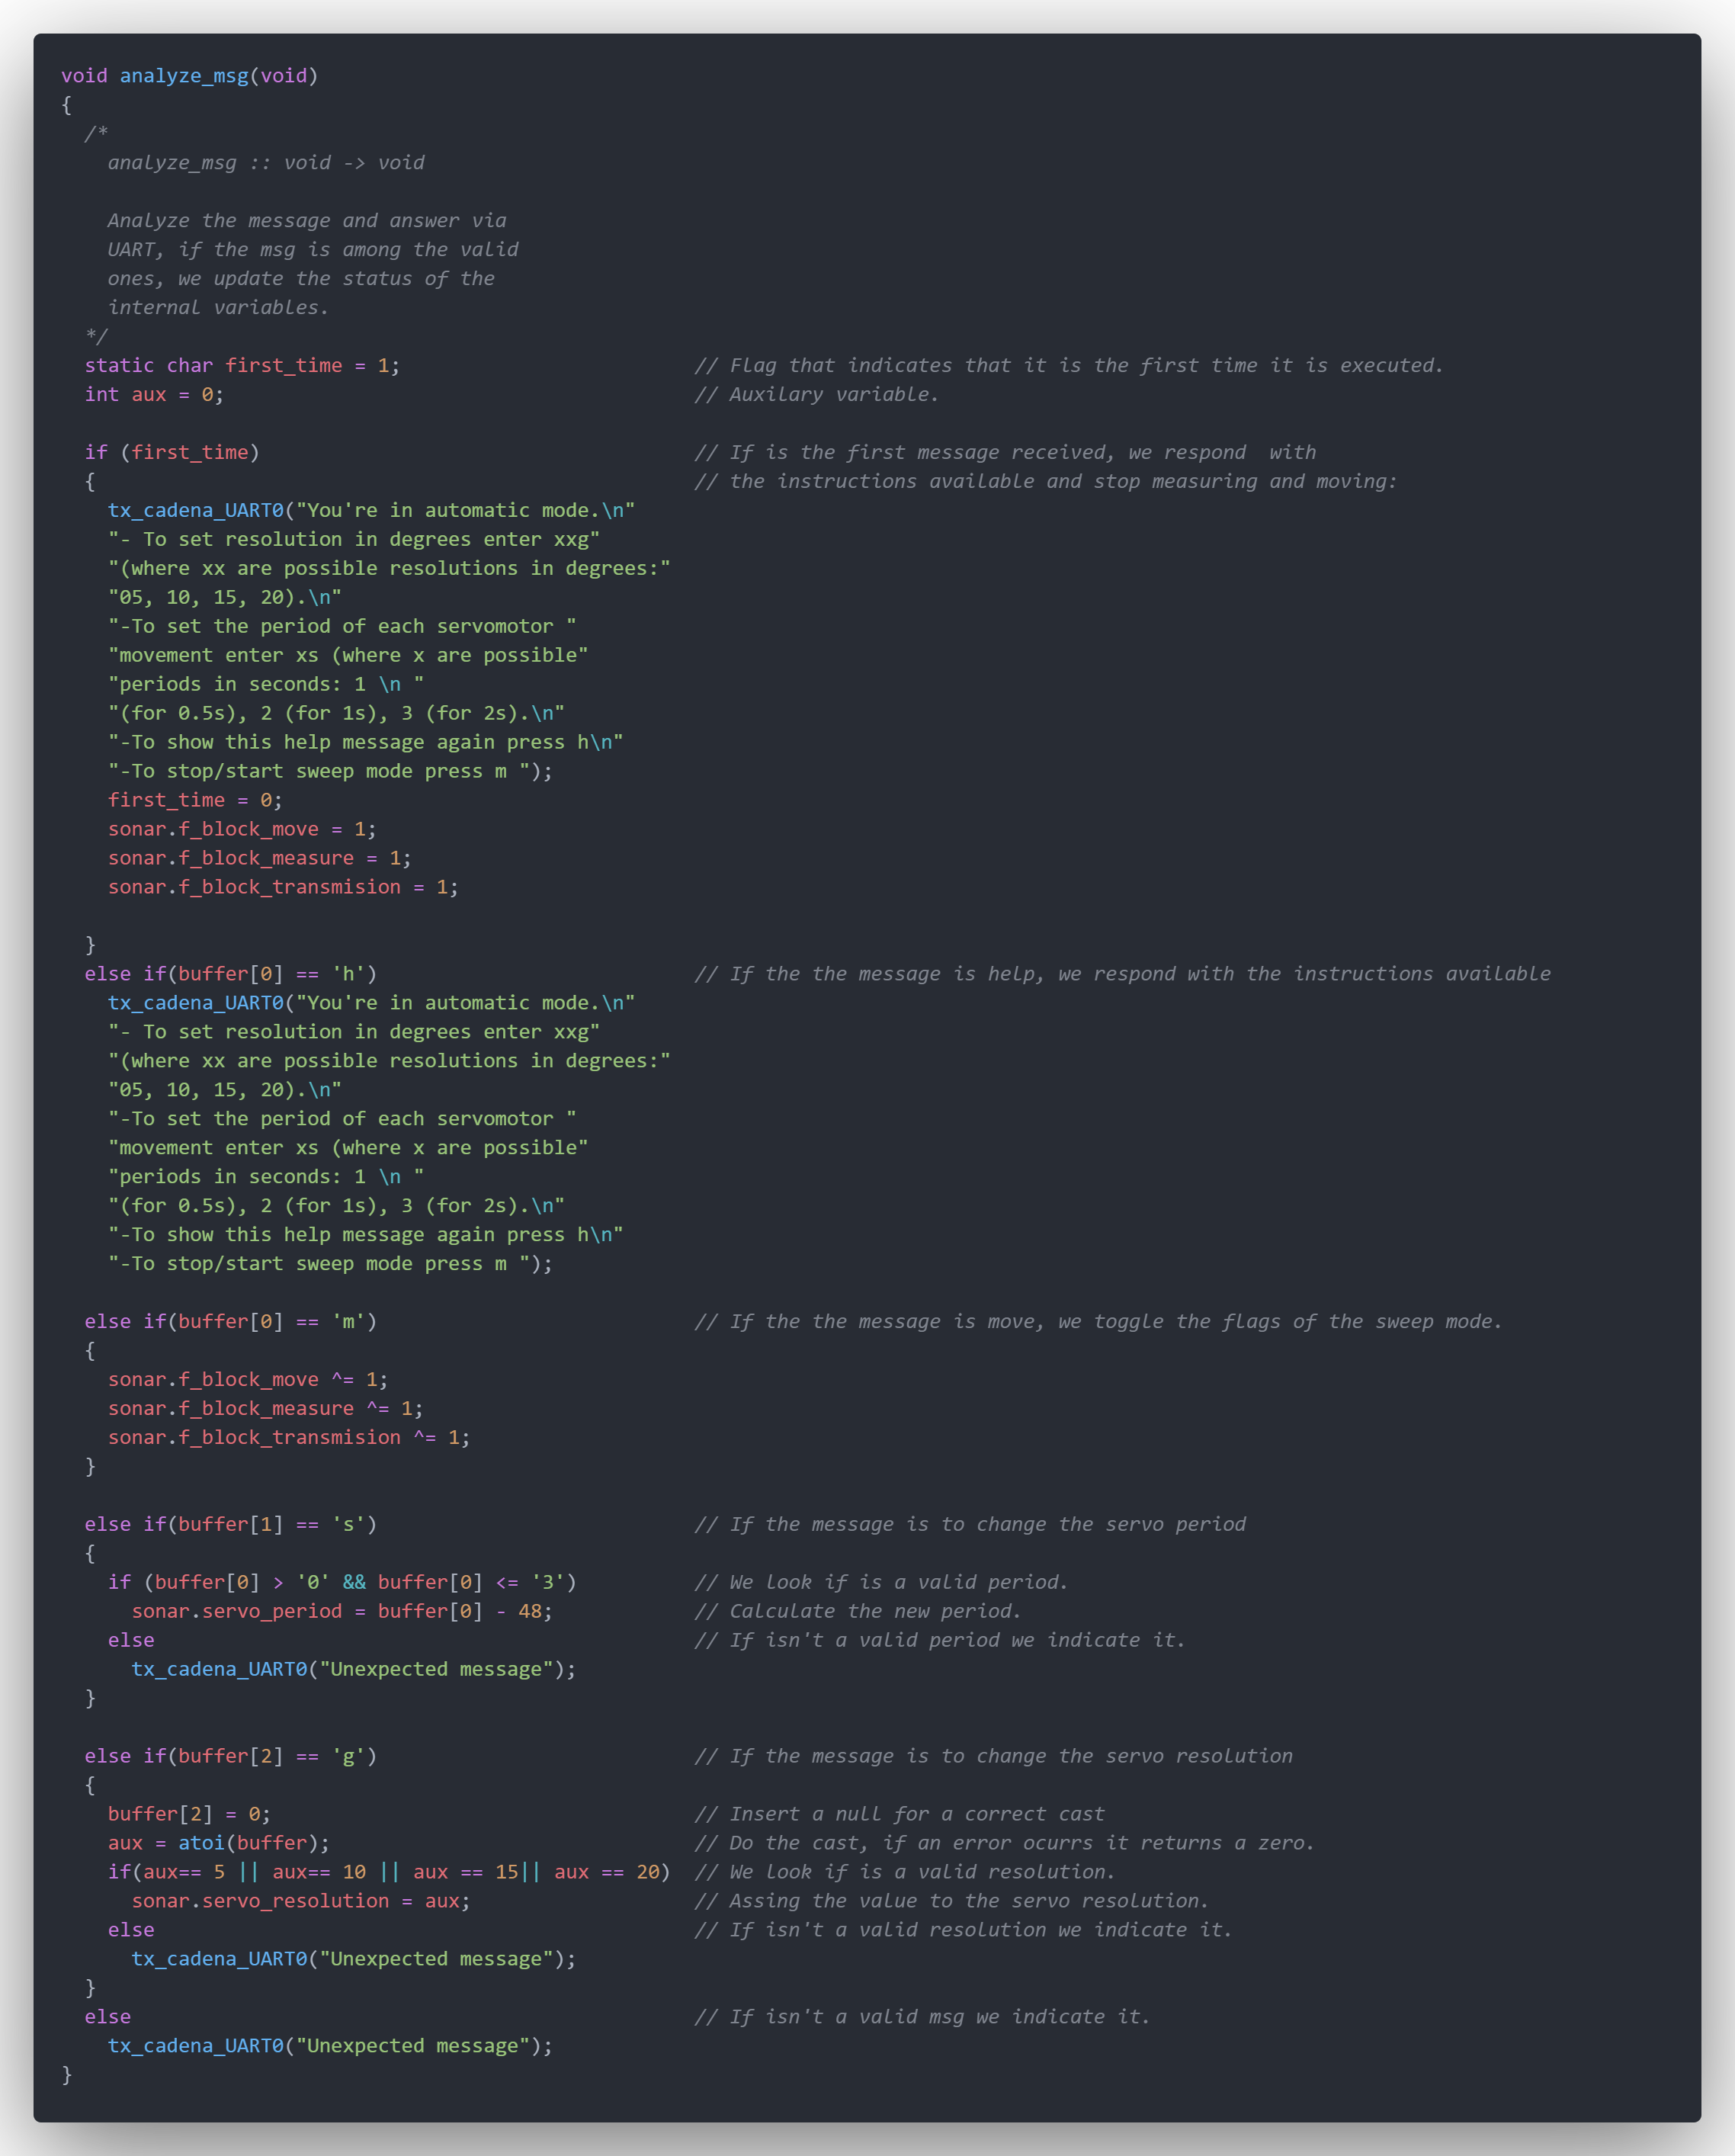 void analyze_msg(void)
{
  /*
    analyze_msg :: void -> void

    Analyze the message and answer via
    UART, if the msg is among the valid
    ones, we update the status of the
    internal variables.
  */
  static char first_time = 1;                         // Flag that indicates that it is the first time it is executed.
  int aux = 0;                                        // Auxilary variable.

  if (first_time)                                     // If is the first message received, we respond  with
  {                                                   // the instructions available and stop measuring and moving:
    tx_cadena_UART0("You're in automatic mode.\n"
    "- To set resolution in degrees enter xxg"
    "(where xx are possible resolutions in degrees:"
    "05, 10, 15, 20).\n"
    "-To set the period of each servomotor "
    "movement enter xs (where x are possible"
    "periods in seconds: 1 \n "
    "(for 0.5s), 2 (for 1s), 3 (for 2s).\n"
    "-To show this help message again press h\n"
    "-To stop/start sweep mode press m ");
    first_time = 0;
    sonar.f_block_move = 1;
    sonar.f_block_measure = 1;
    sonar.f_block_transmision = 1;

  }
  else if(buffer[0] == 'h')                           // If the the message is help, we respond with the instructions available
    tx_cadena_UART0("You're in automatic mode.\n"
    "- To set resolution in degrees enter xxg"
    "(where xx are possible resolutions in degrees:"
    "05, 10, 15, 20).\n"
    "-To set the period of each servomotor "
    "movement enter xs (where x are possible"
    "periods in seconds: 1 \n "
    "(for 0.5s), 2 (for 1s), 3 (for 2s).\n"
    "-To show this help message again press h\n"
    "-To stop/start sweep mode press m ");

  else if(buffer[0] == 'm')                           // If the the message is move, we toggle the flags of the sweep mode.
  {
    sonar.f_block_move ^= 1;
    sonar.f_block_measure ^= 1;
    sonar.f_block_transmision ^= 1;
  }

  else if(buffer[1] == 's')                           // If the message is to change the servo period
  {
    if (buffer[0] > '0' && buffer[0] <= '3')          // We look if is a valid period.
      sonar.servo_period = buffer[0] - 48;            // Calculate the new period.
    else                                              // If isn't a valid period we indicate it.
      tx_cadena_UART0("Unexpected message");
  }

  else if(buffer[2] == 'g')                           // If the message is to change the servo resolution
  {
    buffer[2] = 0;                                    // Insert a null for a correct cast
    aux = atoi(buffer);                               // Do the cast, if an error ocurrs it returns a zero.
    if(aux== 5 || aux== 10 || aux == 15|| aux == 20)  // We look if is a valid resolution.
      sonar.servo_resolution = aux;                   // Assing the value to the servo resolution.
    else                                              // If isn't a valid resolution we indicate it.
      tx_cadena_UART0("Unexpected message");
  }
  else                                                // If isn't a valid msg we indicate it.
    tx_cadena_UART0("Unexpected message");
}